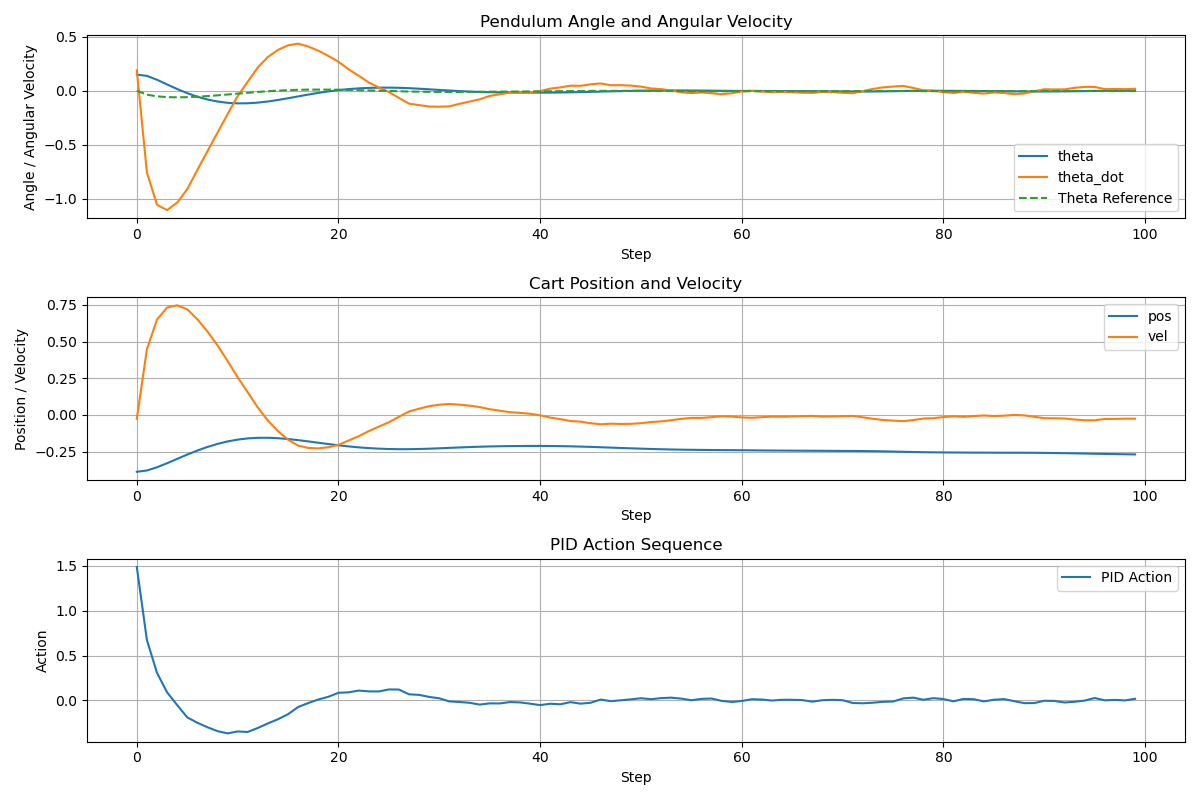 Pendulum Angle and Angular Velocity
Angle / Angular Velocity
0.5
0.0
−0.5
−1.0
theta
theta_dot
Theta Reference
0 20 40 60 80 100
Step
Cart Position and Velocity
Position / Velocity
0.75
0.50
0.25
0.00
−0.25
pos
vel
0 20 40 60 80 100
Step
PID Action Sequence
Action
1.5
1.0
0.5
0.0
PID Action
0 20 40 60 80 100
Step